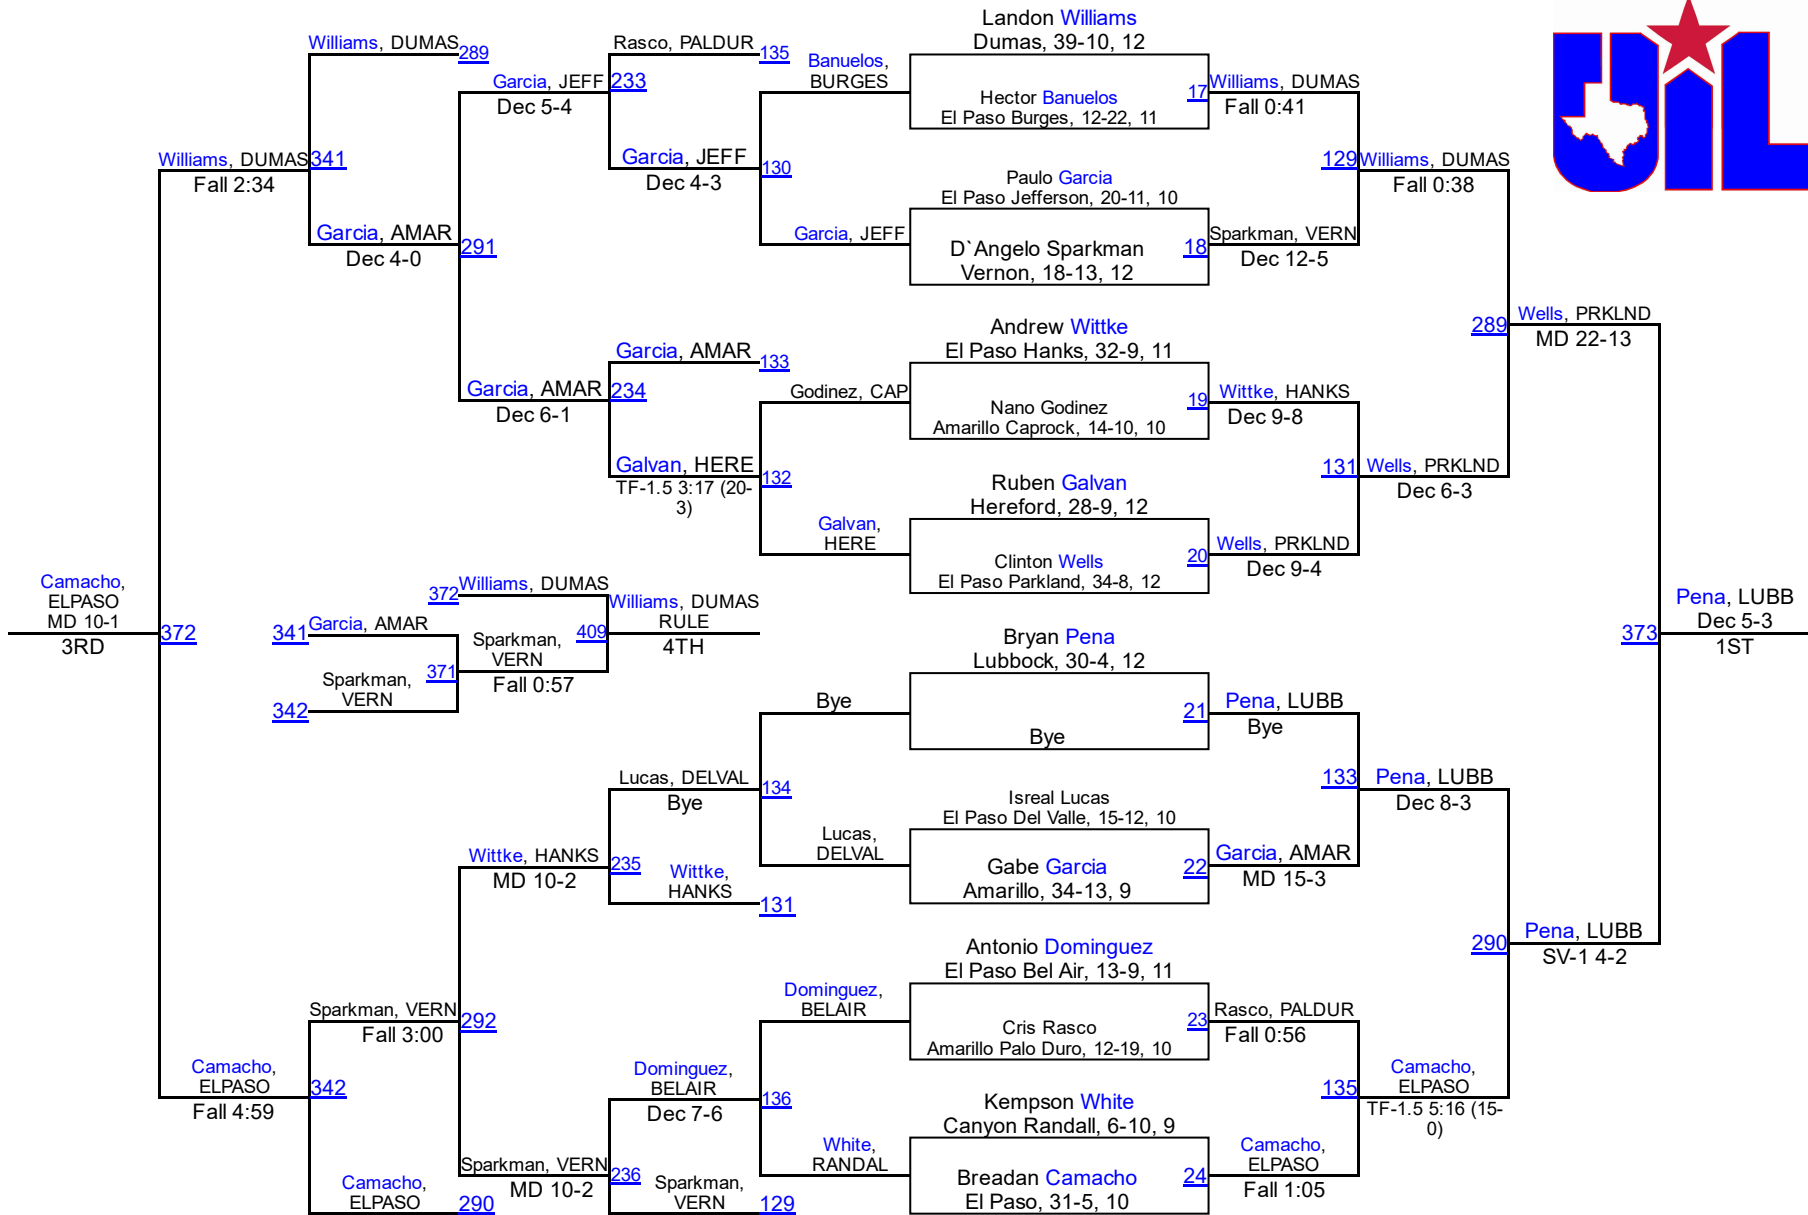 Landon Williams
Dumas, 39-10, 12
Williams, DUMAS
289
Rasco, PALDUR
135
Banuelos,
BURGES
Garcia, JEFF
233
Dec 5-4
Hector Banuelos
El Paso Burges, 12-22, 11
17
Williams, DUMAS
Fall 0:41
UIL
Williams, DUMAS
341
Fall 2:34
Garcia, JEFF
Dec 4-3
130
129
Williams, DUMAS
Fall 0:38
Paulo Garcia
El Paso Jefferson, 20-11, 10
Garcia, AMAR
Dec 4-0
291
Garcia, JEFF
D`Angelo Sparkman
Vernon, 18-13, 12
18
Sparkman, VERN
Dec 12-5
289
Wells, PRKLND
MD 22-13
Andrew Wittke
El Paso Hanks, 32-9, 11
Garcia, AMAR
133
Garcia, AMAR
234
Dec 6-1
Godinez, CAP
Nano Godinez
Amarillo Caprock, 14-10, 10
19
Wittke, HANKS
Dec 9-8
Galvan, HERE
TF-1.5 3:17 (20-
3)
132
131
Wells, PRKLND
Dec 6-3
Ruben Galvan
Hereford, 28-9, 12
Galvan,
HERE
Clinton Wells
El Paso Parkland, 34-8, 12
20
Wells, PRKLND
Dec 9-4
Camacho,
ELPASO
MD 10-1
3RD
372
372
Williams, DUMAS
Williams, DUMAS
RULE
4TH
341
Garcia, AMAR
Sparkman,
VERN
409
Fall 0:57
371
Sparkman,
VERN
342
Pena, LUBB
Dec 5-3
1ST
373
Bryan Pena
Lubbock, 30-4, 12
Bye
Bye
21
Pena, LUBB
Bye
Lucas, DELVAL
Bye
134
133
Pena, LUBB
Dec 8-3
Isreal Lucas
El Paso Del Valle, 15-12, 10
Wittke, HANKS
MD 10-2
235
Wittke,
HANKS
131
Lucas,
DELVAL
Gabe Garcia
Amarillo, 34-13, 9
22
Garcia, AMAR
MD 15-3
290
Pena, LUBB
SV-1 4-2
Antonio Dominguez
El Paso Bel Air, 13-9, 11
Dominguez,
BELAIR
Sparkman, VERN
Fall 3:00
292
Cris Rasco
Amarillo Palo Duro, 12-19, 10
23
Rasco, PALDUR
Fall 0:56
Camacho,
ELPASO
Fall 4:59
342
Dominguez,
BELAIR
Dec 7-6
136
135
Camacho,
ELPASO
TF-1.5 5:16 (15-
0)
Kempson White
Canyon Randall, 6-10, 9
White,
RANDAL
Sparkman, VERN
MD 10-2
236
Sparkman,
VERN
129
Camacho,
ELPASO
290
Breadan Camacho
El Paso, 31-5, 10
24
Camacho,
ELPASO
Fall 1:05